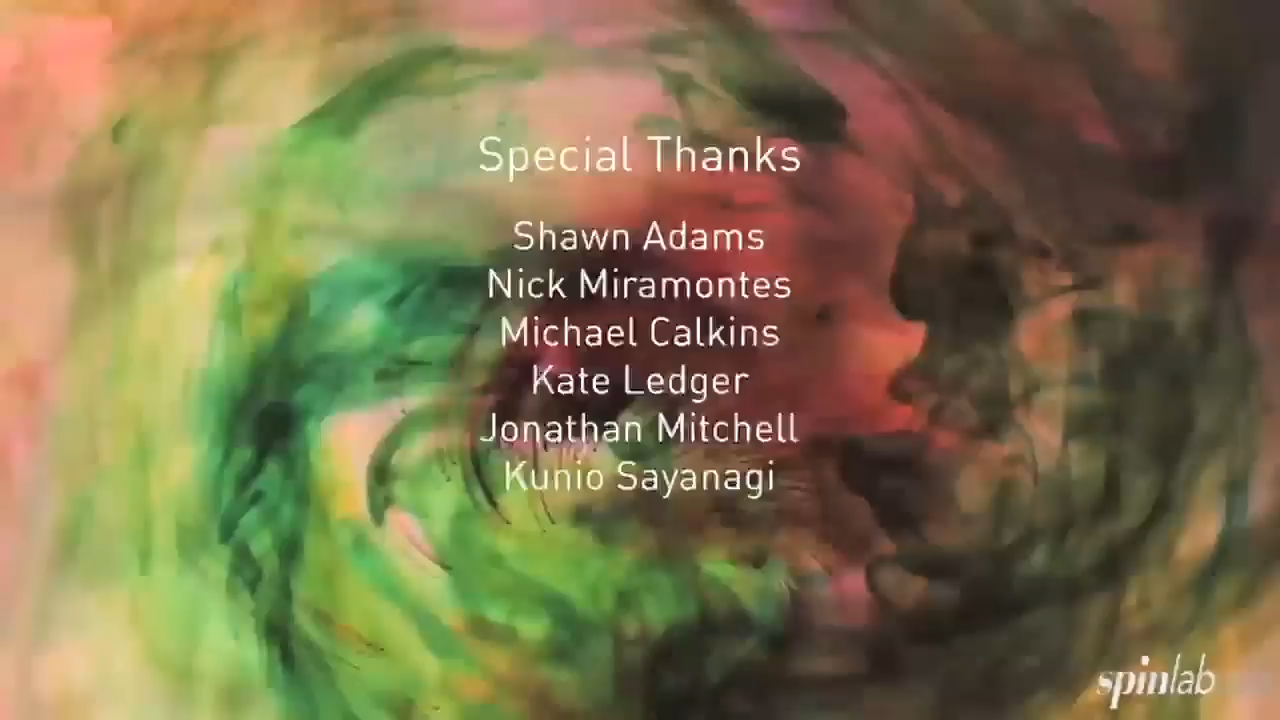 Special Thanks
Shawn Adams
Nick Miramontes
Michael Calkins
Kate Ledger
Jonathan Mitchell
Kunio Sayanagi
spinlab